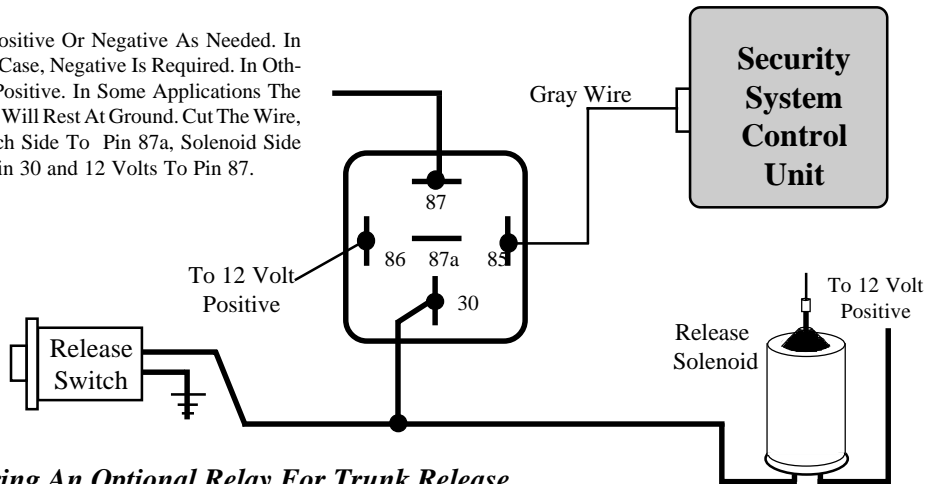 ositive Or Negative As Needed. In
Case, Negative Is Required. In Oth-
Positive. In Some Applications The
Will Rest At Ground. Cut The Wire,
ch Side To Pin 87a, Solenoid Side
in 30 and 12 Volts To Pin 87.
Gray Wire
Security
System
Control
Unit
87
86
87a
85
30
To 12 Volt
Positive
Release
Switch
Release
Solenoid
To 12 Volt
Positive
ring An Optional Relay For Trunk Release